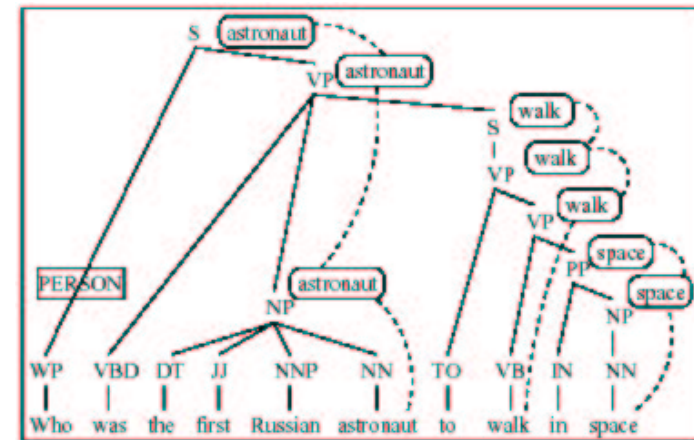 S astronaut
VP astronaut
S walk
VP walk
VP walk
PP space
PERSON
NP astronaut
NP space
WP VBD DT JJ NNP NN TO VB IN NN
Who was the first Russian astronaut to walk in space